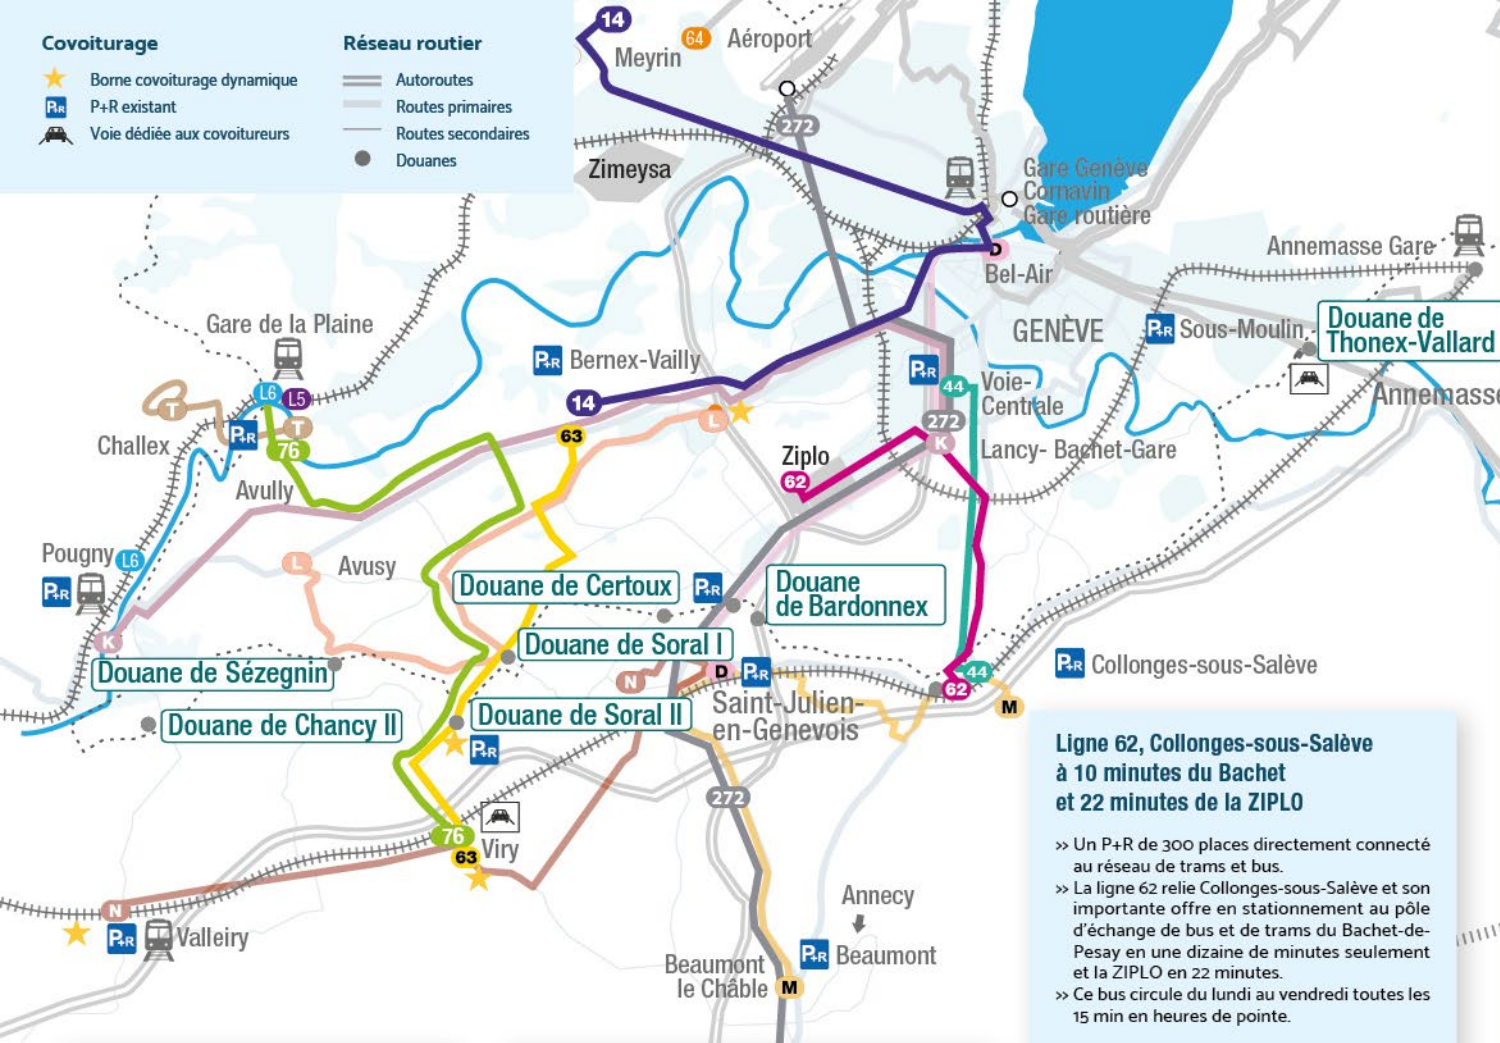 Covoiturage
Borne covoiturage dynamique
P+R existant
Voie dédiée aux covoitureurs
Réseau routier
Autoroutes
Routes primaires
Routes secondaires
Douanes
14
Meyrin
64
Aéroport
272
Zimeysa
Gare Genève
Cornavin
Gare routière
D
Bel-Air
Annemasse Gare
GENÈVE
P+R
Sous-Moulin
Douane de
Thonex-Vallard
Annemasse
Gare de la Plaine
L6
L5
T
T
P+R
76
Challex
Avully
P+R
Bernex-Vailly
14
63
L
P+R
44
Voie-
Centrale
272
K
Lancy- Bachet-Gare
Ziplo
62
Pougny
L6
P+R
L
Avusy
K
Douane de Certoux
P+R
Douane
de Bardonnex
Douane de Soral I
Douane de Sézegnin
N
D
P+R
Saint-Julien-
en-Genevois
44
62
M
P+R
Collonges-sous-Salève
Douane de Chancy II
Douane de Soral II
P+R
272
76
63
Viry
N
P+R
Valleiry
Annecy
P+R
Beaumont
Beaumont
le Châble
M
Ligne 62, Collonges-sous-Salève
à 10 minutes du Bachet
et 22 minutes de la ZIPLO
>> Un P+R de 300 places directement connecté
au réseau de trams et bus.
>> La ligne 62 relie Collonges-sous-Salève et son
importante offre en stationnement au pôle
d'échange de bus et de trams du Bachet-de-
Pesay en une dizaine de minutes seulement
et la ZIPLO en 22 minutes.
>> Ce bus circule du lundi au vendredi toutes les
15 min en heures de pointe.